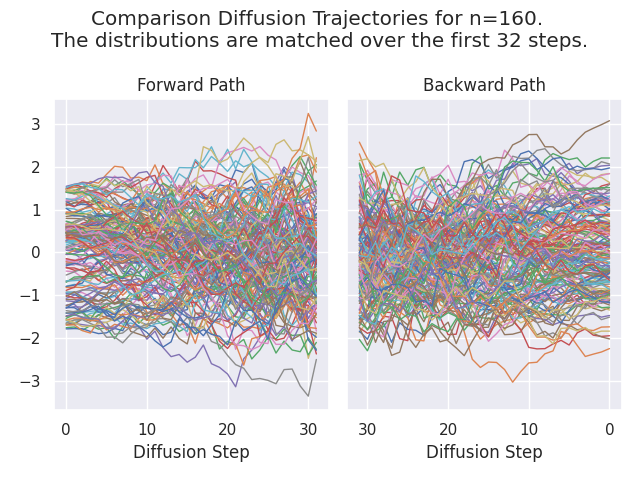 Comparison Diffusion Trajectories for n=160.
The distributions are matched over the first 32 steps.
Forward Path
Backward Path
3
2
1
0
−1
−2
−3
0 10 20 30
30 20 10 0
Diffusion Step
Diffusion Step